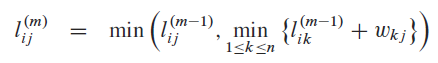 l_{ij}^{(m)} = min ( l_{ij}^{(m−1)}, min_{1≤k≤n} { l_{ik}^{(m−1)} + w_{kj} } )